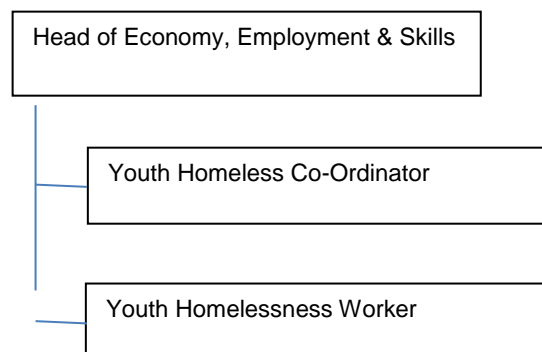 Head of Economy, Employment & Skills
Youth Homeless Co-Ordinator
Youth Homelessness Worker